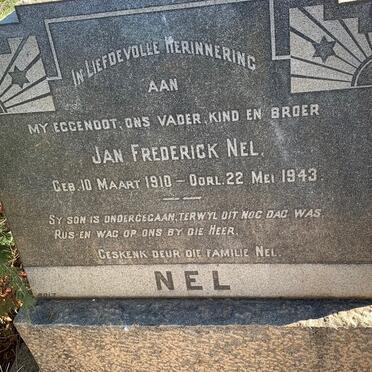 In Liefdevolle Herinnering
AAN
MY EGGENOOT, ONS VADER, KIND EN BROER
JAN FREDERICK NEL.
GEB. 10 MAART 1910 – OORL. 22 MEI 1943.
SY SON IS ONDERGEGAAN, TERWYL DIT NOG DAG WAS.
RUS EN WAG OP ONS BY DIE HEER.
GESKENK DEUR DIE FAMILIE NEL.
NEL